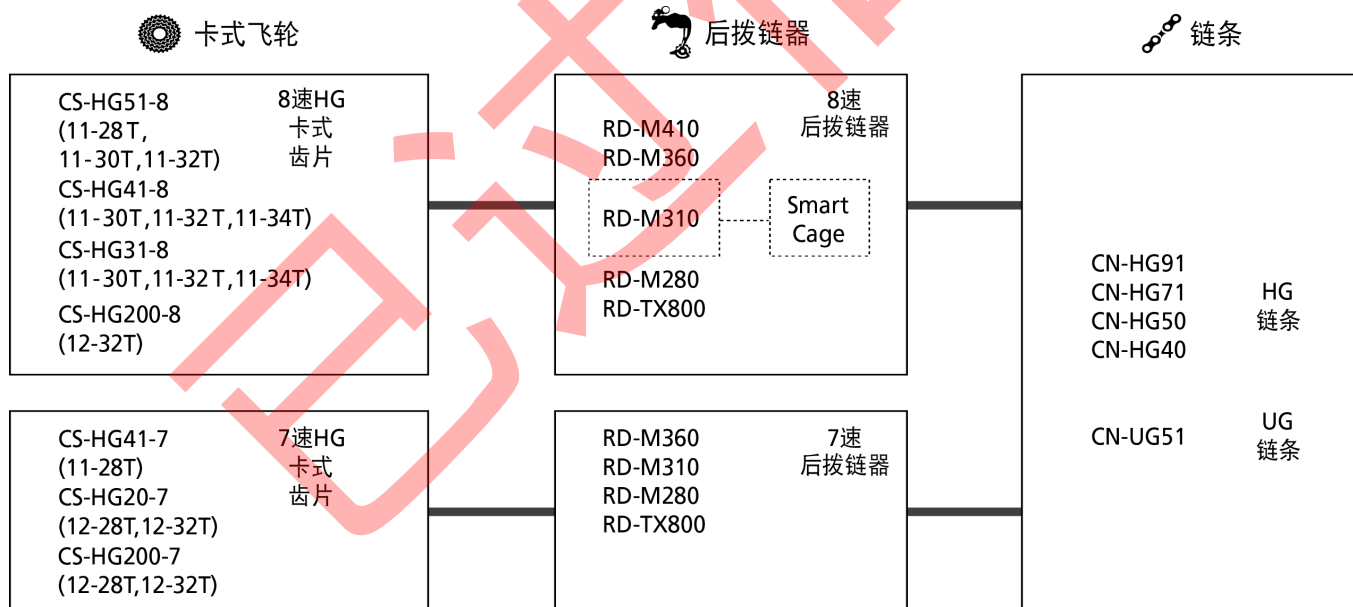 卡式飞轮
后拨链器
链条
CS-HG51-8
(11-28T,
11-30T,11-32T)
CS-HG41-8
(11-30T,11-32T,11-34T)
CS-HG31-8
(11-30T,11-32T,11-34T)
CS-HG200-8
(12-32T)
8速HG
卡式
齿片
RD-M410
RD-M360
RD-M310
RD-M280
RD-TX800
8速
后拨链器
Smart
Cage
CS-HG41-7
(11-28T)
CS-HG20-7
(12-28T,12-32T)
CS-HG200-7
(12-28T,12-32T)
7速HG
卡式
齿片
RD-M360
RD-M310
RD-M280
RD-TX800
7速
后拨链器
CN-HG91
CN-HG71
CN-HG50
CN-HG40
HG
链条
CN-UG51
UG
链条
已过